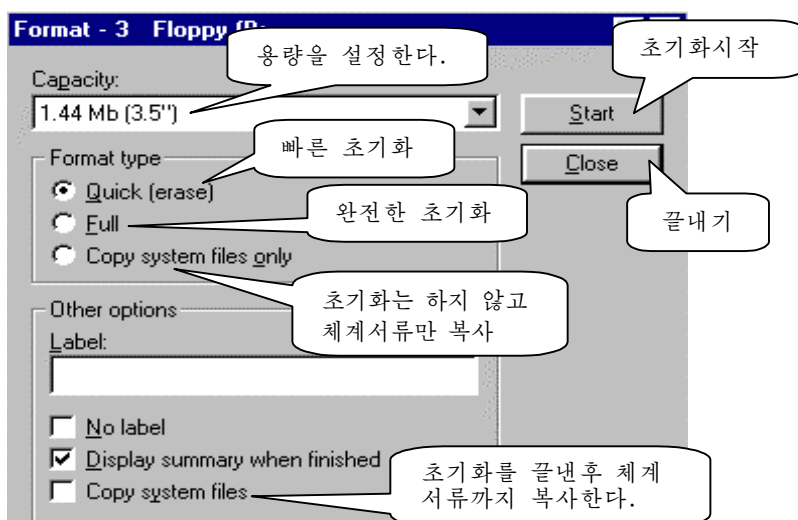 Format - 3 Floppy
용량을 설정한다.
초기화시작
Capacity:
1.44 Mb (3.5")
Start
Format type
빠른 초기화
Close
Quick (erase)
완전한 초기화
끝내기
Full
Copy system files only
초기화는 하지 않고
체계서류만 복사
Other options
Label:
No label
Display summary when finished
Copy system files
초기화를 끝낸후 체계
서류까지 복사한다.